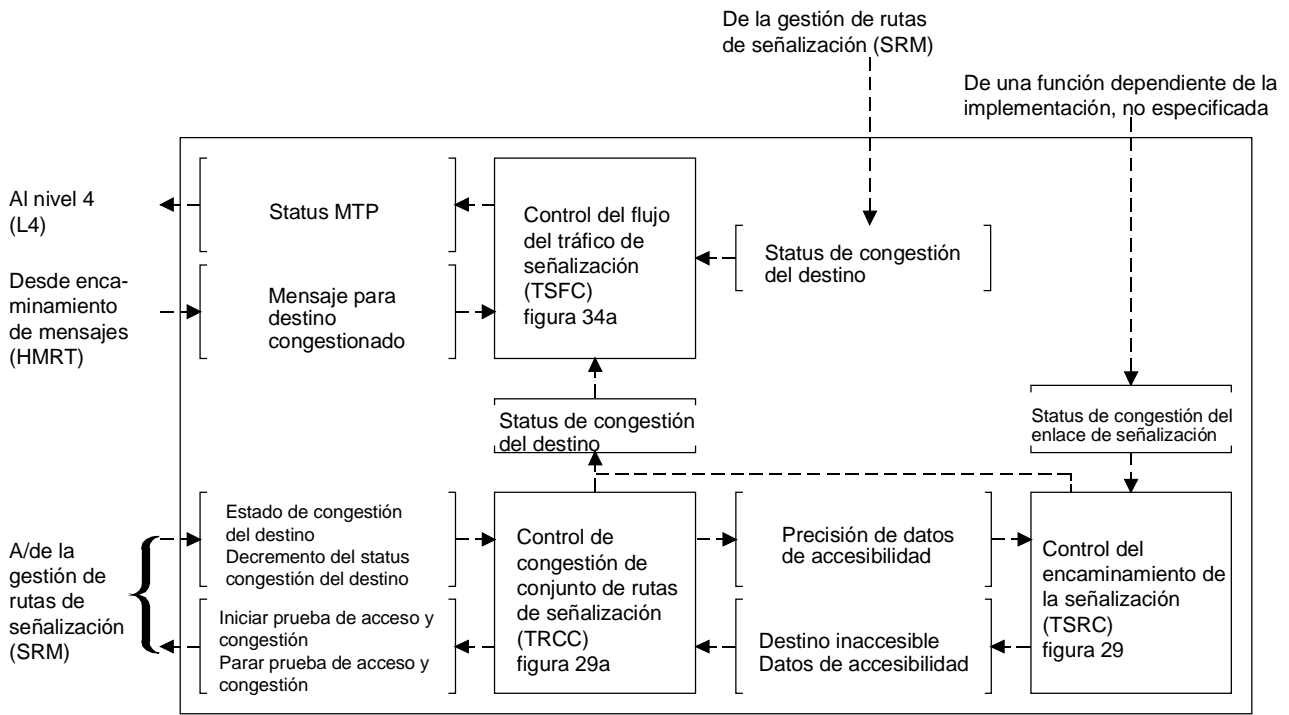 De la gestión de rutas
de señalización (SRM)
De una función dependiente de la
implementación, no especificada
Al nivel 4
(L4)
Status MTP
Control del flujo
del tráfico de
señalización
(TSFC)
figura 34a
Status de congestión
del destino
Desde enca-
minamiento
de mensajes
(HMRT)
Mensaje para
destino
congestionado
Status de congestión
del destino
Status de congestión del
enlace de señalización
A/de la
gestión de
rutas de
señalización
(SRM)
Estado de congestión
del destino
Decremento del status
congestión del destino
Iniciar prueba de acceso y
congestión
Parar prueba de acceso y
congestión
Control de
congestión de
conjunto de rutas
de señalización
(TRCC)
figura 29a
Precisión de datos
de accesibilidad
Destino inaccesible
Datos de accesibilidad
Control del
encaminamiento de
la señalización
(TSRC)
figura 29